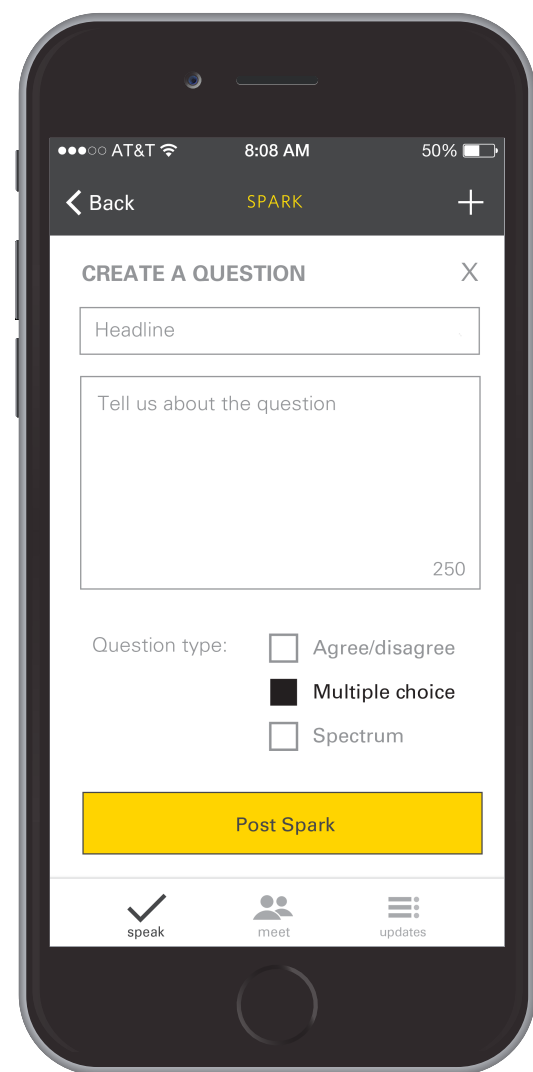 AT&T 8:08 AM 50%
Back SPARK
CREATE A QUESTION X
Headline
Tell us about the question
250
Question type: Agree/disagree
Multiple choice
Spectrum
Post Spark
speak meet updates